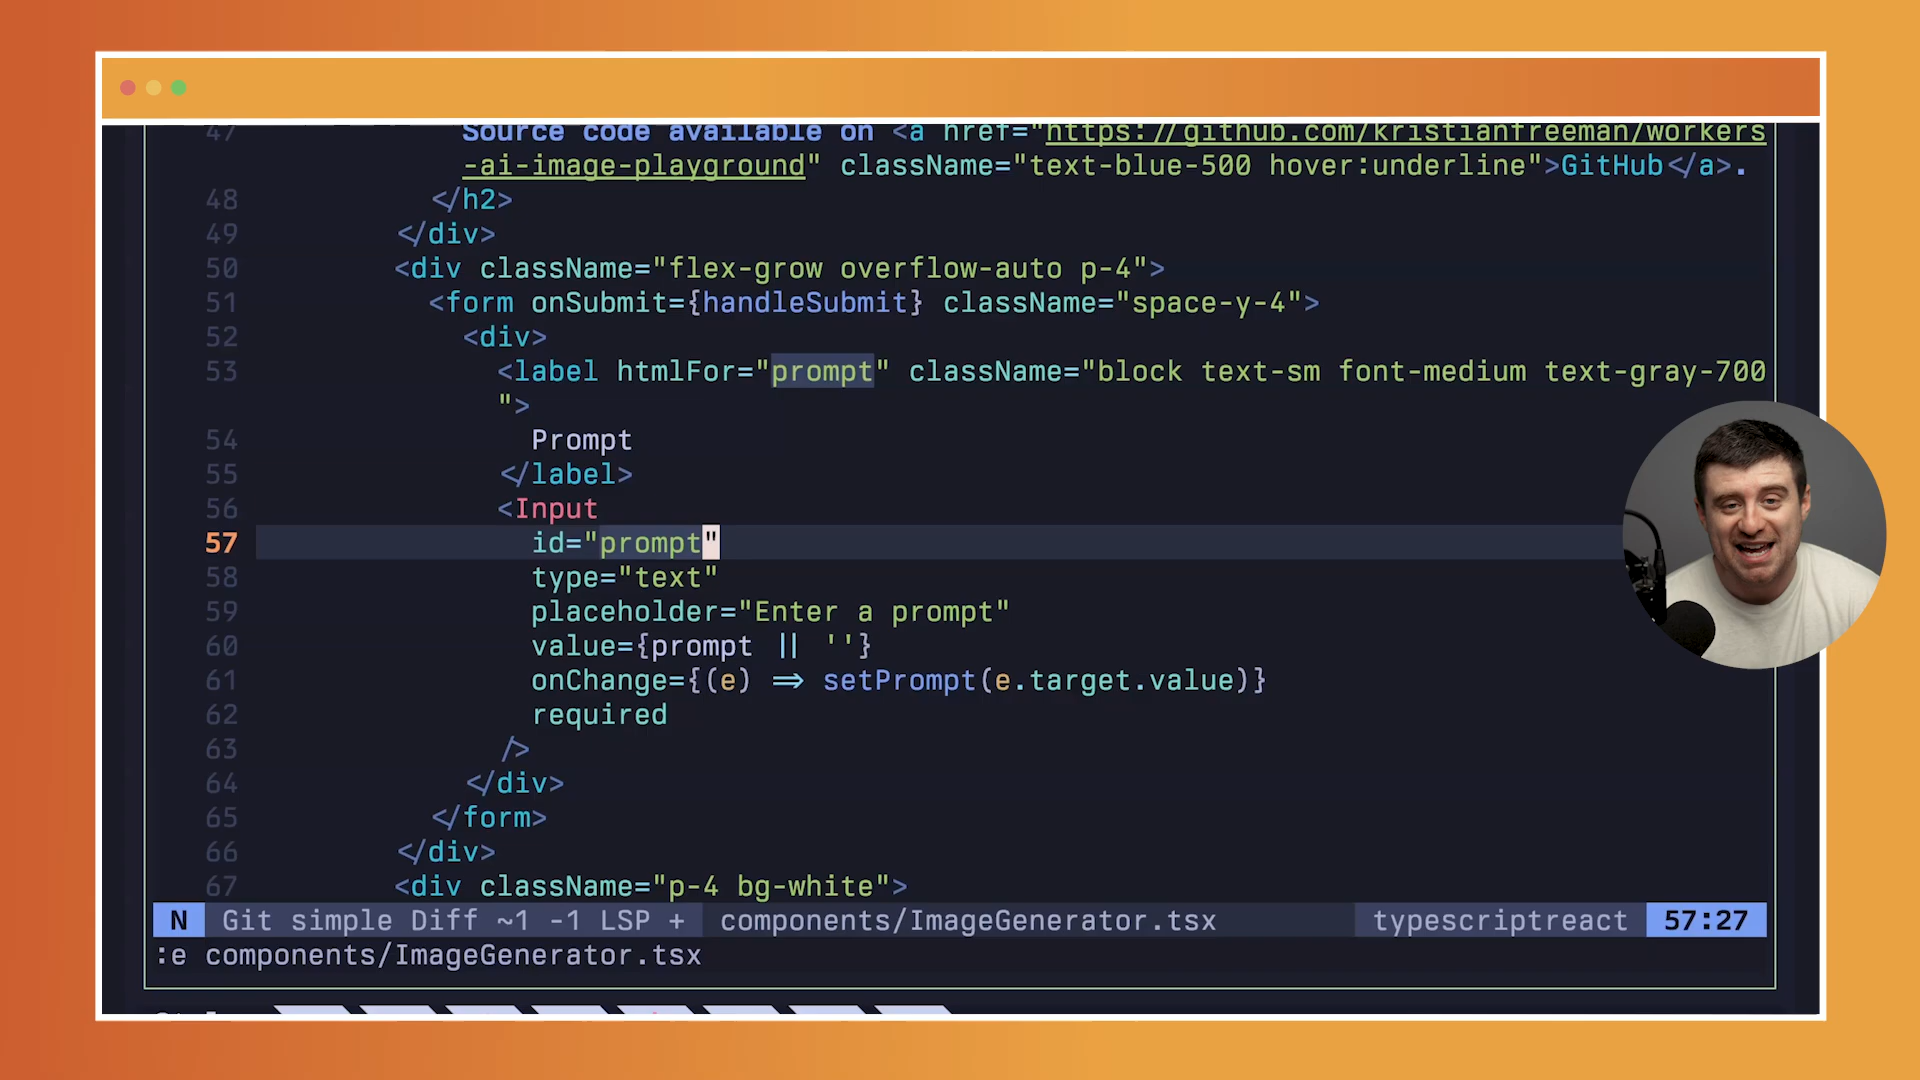 47 Source code available on <a href="https://github.com/kristianfreeman/workers
-ai-image-playground" className="text-blue-500 hover:underline">GitHub</a>.
48 </h2>
49 </div>
50 <div className="flex-grow overflow-auto p-4">
51 <form onSubmit={handleSubmit} className="space-y-4">
52 <div>
53 <label htmlFor="prompt" className="block text-sm font-medium text-gray-700
">
54 Prompt
55 </label>
56 <Input
57 id="prompt"
58 type="text"
59 placeholder="Enter a prompt"
60 value={prompt || ''}
61 onChange={(e) => setPrompt(e.target.value)}
62 required
63 />
64 </div>
65 </form>
66 </div>
67 <div className="p-4 bg-white">
N Git simple Diff ~1 -1 LSP + components/ImageGenerator.tsx typescriptreact 57:27
:e components/ImageGenerator.tsx